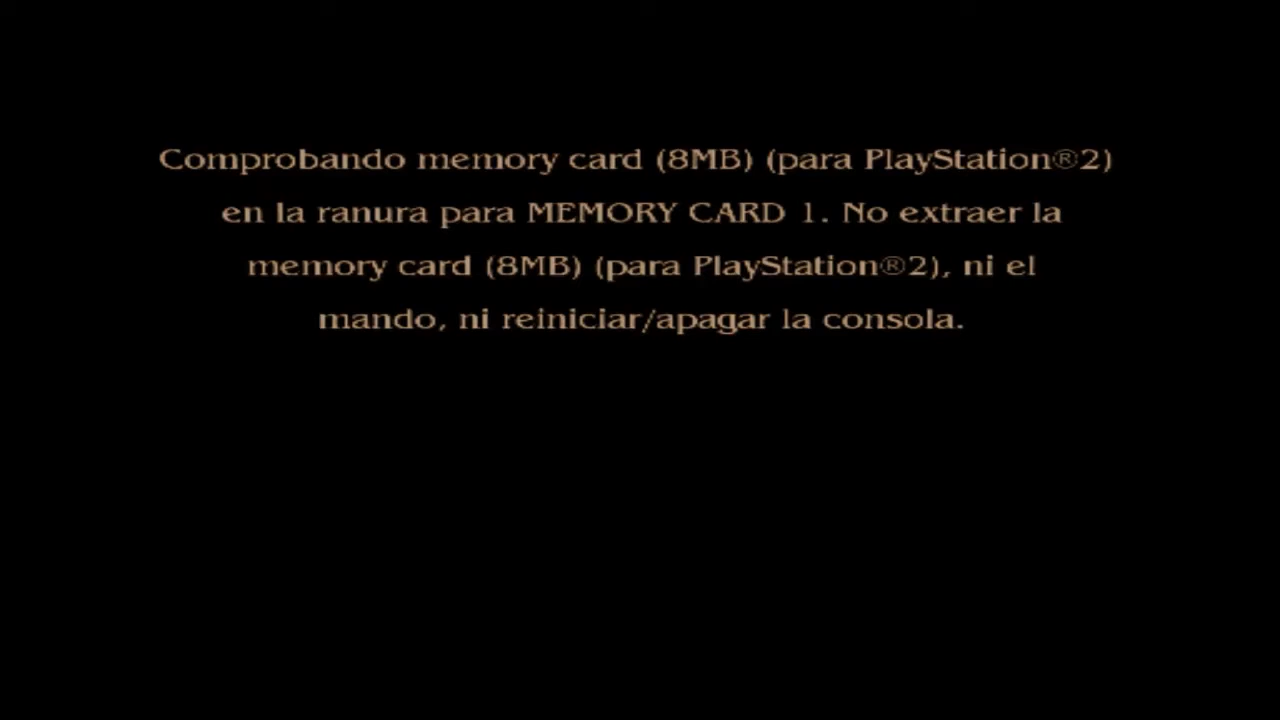 Comprobando memory card (8MB) (para PlayStation®2)
en la ranura para MEMORY CARD 1. No extraer la
memory card (8MB) (para PlayStation®2), ni el
mando, ni reiniciar/apagar la consola.